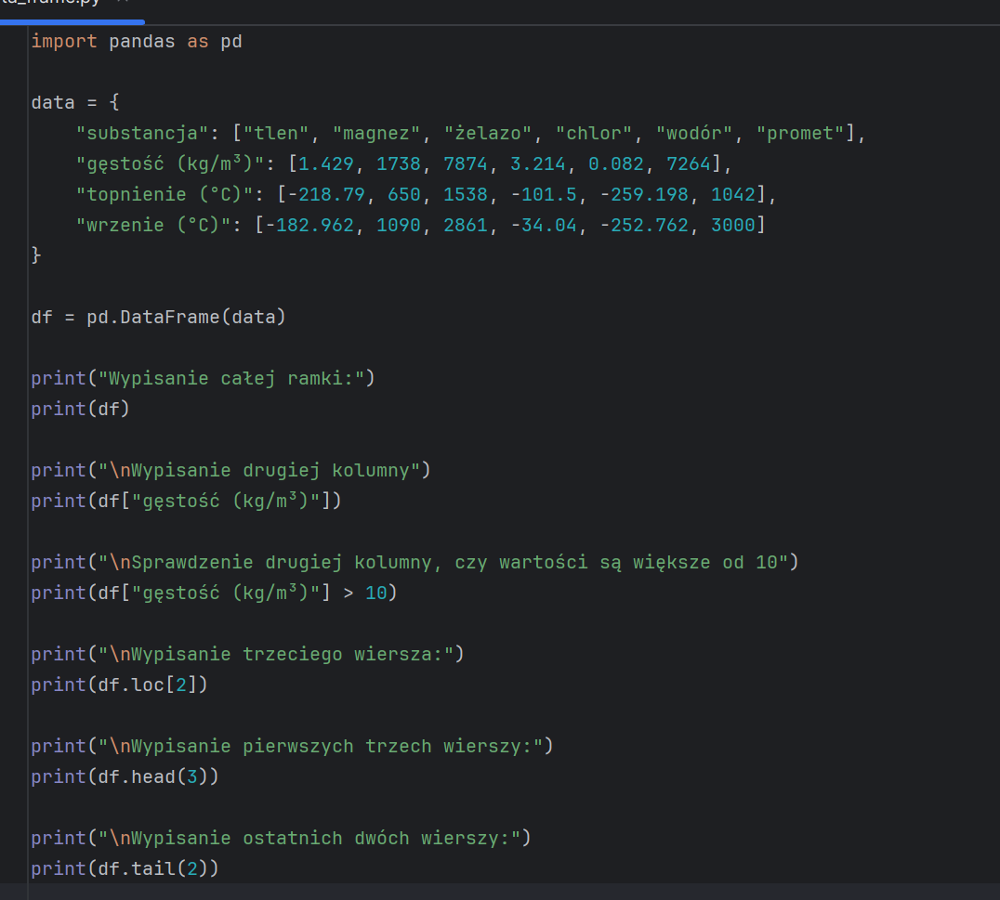 ta_frame.py
import pandas as pd
data = {
    "substancja": ["tlen", "magnez", "żelazo", "chlor", "wodór", "promet"],
    "gęstość (kg/m³)": [1.429, 1738, 7874, 3.214, 0.082, 7264],
    "topnienie (°C)": [-218.79, 650, 1538, -101.5, -259.198, 1042],
    "wrzenie (°C)": [-182.962, 1090, 2861, -34.04, -252.762, 3000]
}
df = pd.DataFrame(data)
print("Wypisanie całej ramki:")
print(df)
print("\nWypisanie drugiej kolumny")
print(df["gęstość (kg/m³)"])
print("\nSprawdzenie drugiej kolumny, czy wartości są większe od 10")
print(df["gęstość (kg/m³)"] > 10)
print("\nWypisanie trzeciego wiersza:")
print(df.loc[2])
print("\nWypisanie pierwszych trzech wierszy:")
print(df.head(3))
print("\nWypisanie ostatnich dwóch wierszy:")
print(df.tail(2))